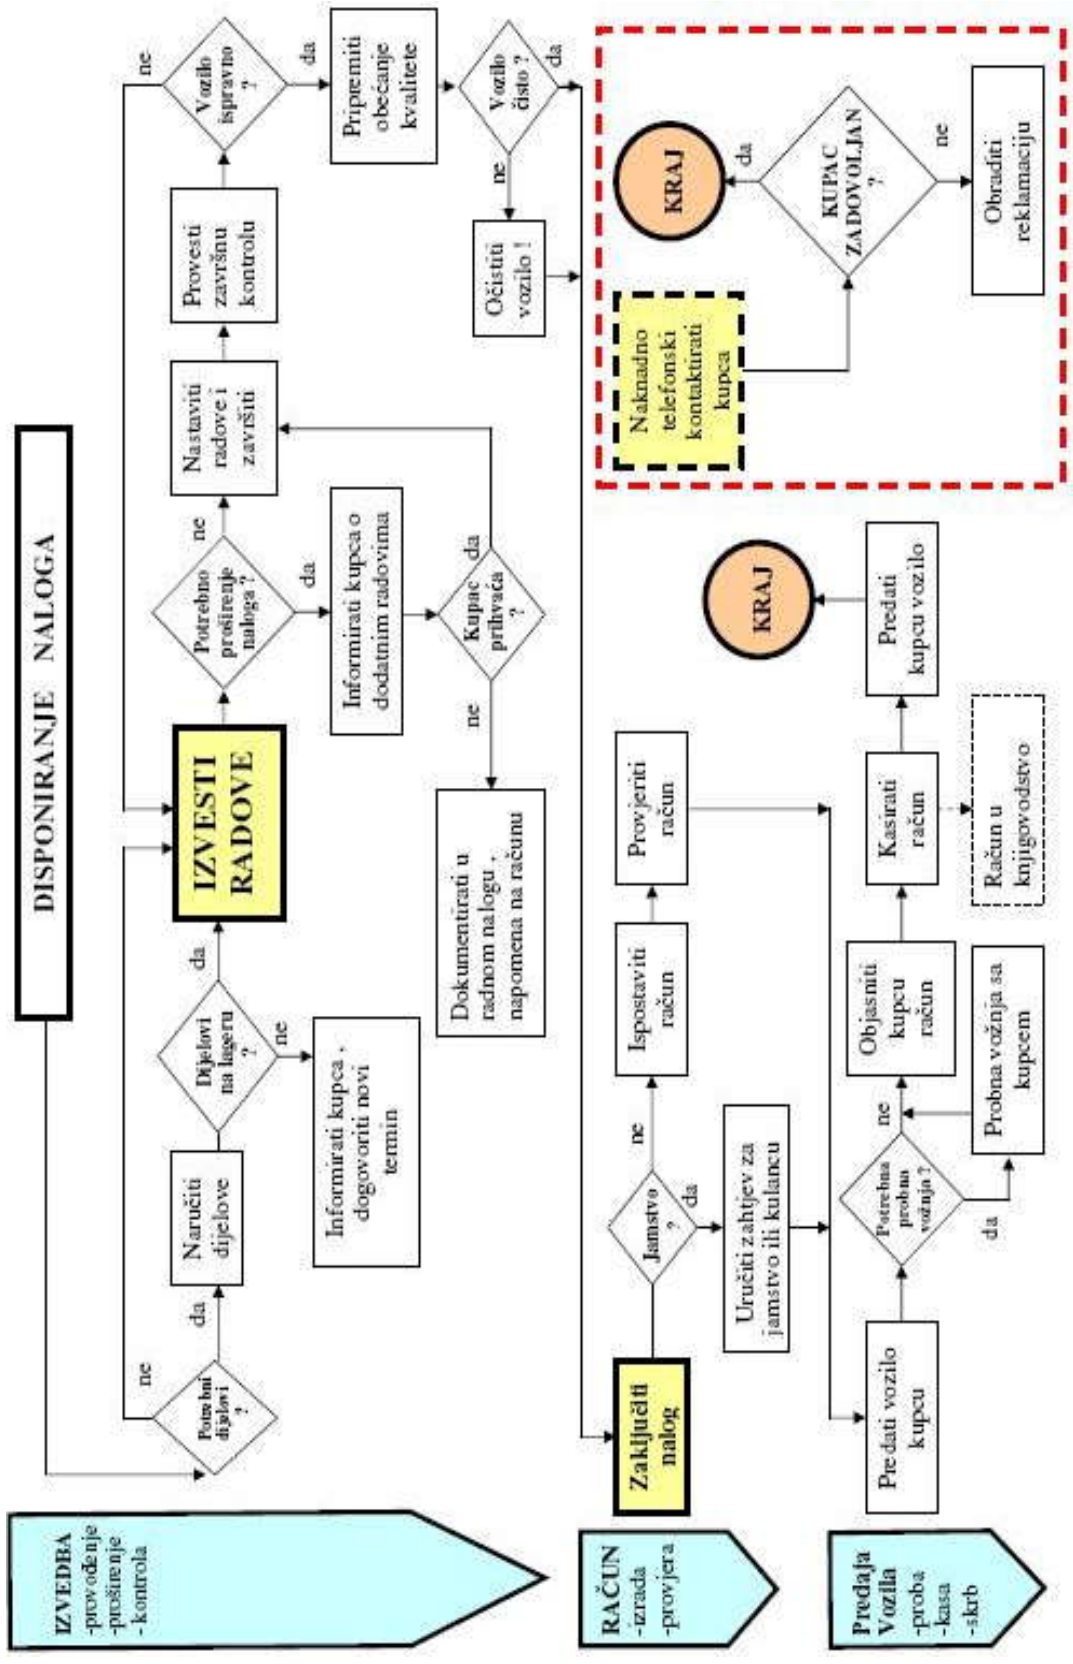 DISPONIRANJE NALOGA
IZVEDBA
-provođenje
-proširenje
- kontrola
Potrebni
dijelovi
?
ne
da
Naručiti
dijelove
Dijelovi
na lageru
?
da
ne
Informirati kupca ,
dogovoriti novi
termin
IZVESTI
RADOVE
Potrebno
proširenje
naloga ?
ne
da
Informirati kupca o
dodatnim radovima
Kupac
prihvaća
?
da
ne
Dokumentirati u
radnom nalogu ,
napomena na računu
Nastaviti
radove i
završiti
Provesti
završnu
kontrolu
Vozilo
ispravno
?
ne
da
Pripremiti
obećanje
kvalitete
Vozilo
čisto ?
ne
da
Očistiti
vozilo !
RAČUN
-izrada
-provjera
Zaključiti
nalog
Jamstvo
?
ne
da
Uručiti zahtjev za
jamstvo ili kulancu
Ispostaviti
račun
Provjeriti
račun
Predaja
Vozila
-proba
-kasa
-skrb
Predati vozilo
kupcu
Potrebna
probna
vožnja ?
ne
da
Probna vožnja sa
kupcem
Objasniti
kupcu
račun
Kasirati
račun
Račun u
knjigovodstvo
Predati
kupcu vozilo
KRAJ
Naknadno
telefonski
kontaktirati
kupca
KUPAC
ZADOVOLJAN
?
da
ne
KRAJ
Obraditi
reklamaciju